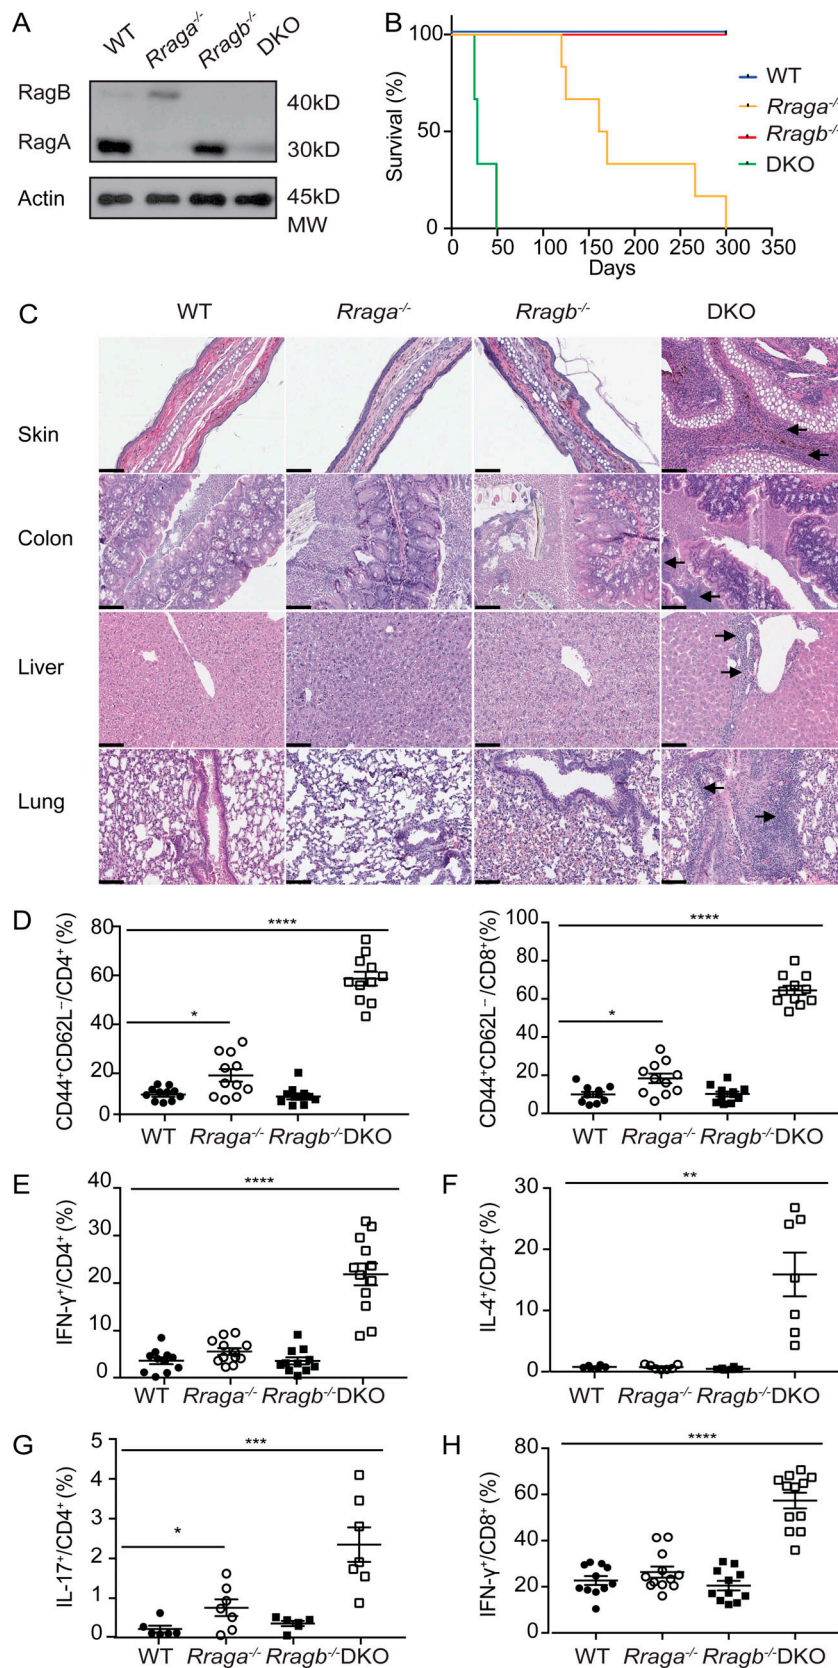 A
WT Rraga-/- Rragb-/- DKO
RagB
40kD
RagA
30kD
Actin
45kD
MW
B
Survival (%)
100
50
0
0 50 100 150 200 250 300 350
Days
WT
Rraga-/-
Rragb-/-
DKO
C
WT Rraga-/- Rragb-/- DKO
Skin
Colon
Liver
Lung
D
CD44+CD62L−/CD4+(%)
80
60
40
20
0
****
*
WT Rraga-/- Rragb-/- DKO
CD44+CD62L−/CD8+(%)
100
80
60
40
20
0
****
*
WT Rraga-/- Rragb-/- DKO
E
IFN-γ+/CD4+(%)
40
30
20
10
0
****
WT Rraga-/- Rragb-/- DKO
F
IL-4+/CD4+(%)
30
20
10
0
**
WT Rraga-/- Rragb-/- DKO
G
IL-17+/CD4+(%)
5
4
3
2
1
0
***
*
WT Rraga-/- Rragb-/- DKO
H
IFN-γ+/CD8+(%)
80
60
40
20
0
****
WT Rraga-/- Rragb-/- DKO